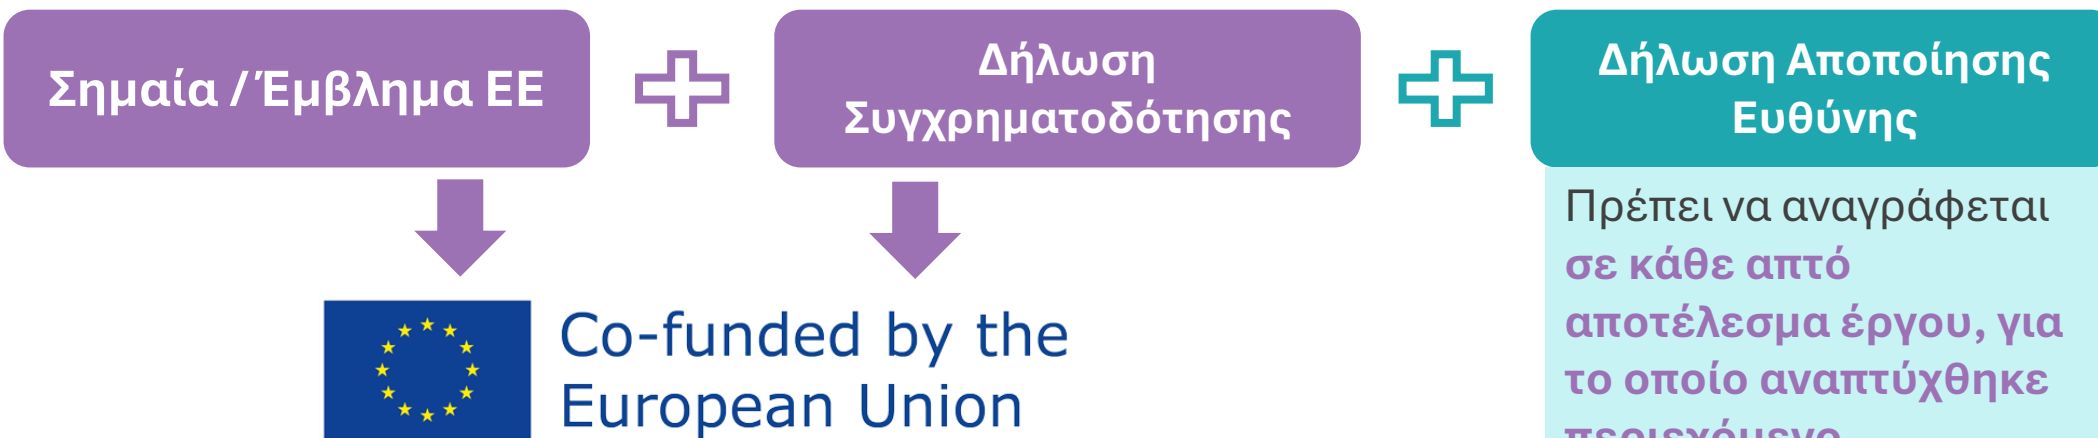 Σημαία / Έμβλημα ΕΕ
Δήλωση
Συγχρηματοδότησης
Δήλωση Αποποίησης
Ευθύνης
Co-funded by the
European Union
Πρέπει να αναγράφεται
σε κάθε απτό
αποτέλεσμα έργου, για
το οποίο αναπτύχθηκε
περιεχόμενο